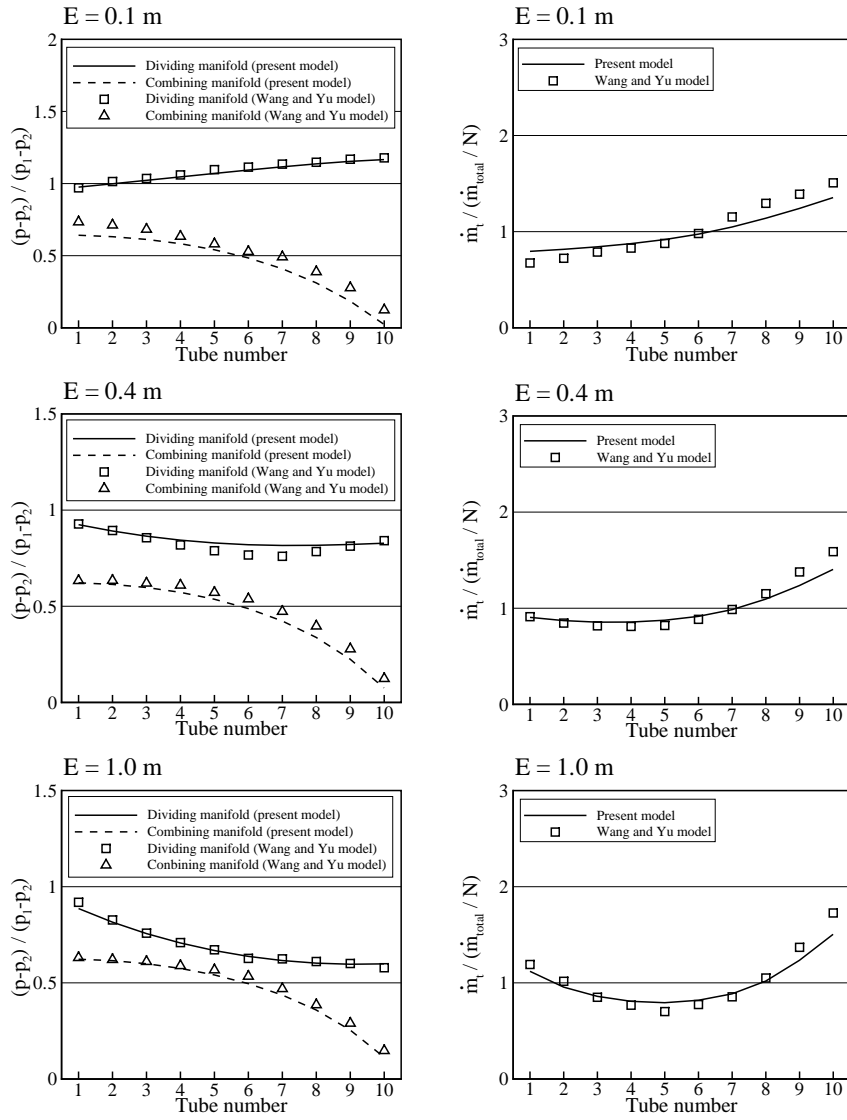 E = 0.1 m
2
1.5
1
0.5
0
(p-p2) / (p1-p2)
Dividing manifold (present model)
Combining manifold (present model)
Dividing manifold (Wang and Yu model)
Combining manifold (Wang and Yu model)
1 2 3 4 5 6 7 8 9 10
Tube number
3
2
1
0
ṁt / (ṁtotal / N)
Present model
Wang and Yu model
1 2 3 4 5 6 7 8 9 10
Tube number
E = 0.4 m
1.5
1
0.5
0
(p-p2) / (p1-p2)
Dividing manifold (present model)
Combining manifold (present model)
Dividing manifold (Wang and Yu model)
Combining manifold (Wang and Yu model)
1 2 3 4 5 6 7 8 9 10
Tube number
E = 0.4 m
3
2
1
0
ṁt / (ṁtotal / N)
Present model
Wang and Yu model
1 2 3 4 5 6 7 8 9 10
Tube number
E = 1.0 m
1.5
1
0.5
0
(p-p2) / (p1-p2)
Dividing manifold (present model)
Combining manifold (present model)
Dividing manifold (Wang and Yu model)
Conbining manifold (Wang and Yu model)
1 2 3 4 5 6 7 8 9 10
Tube number
E = 1.0 m
3
2
1
0
ṁt / (ṁtotal / N)
Present model
Wang and Yu model
1 2 3 4 5 6 7 8 9 10
Tube number
E = 0.1 m